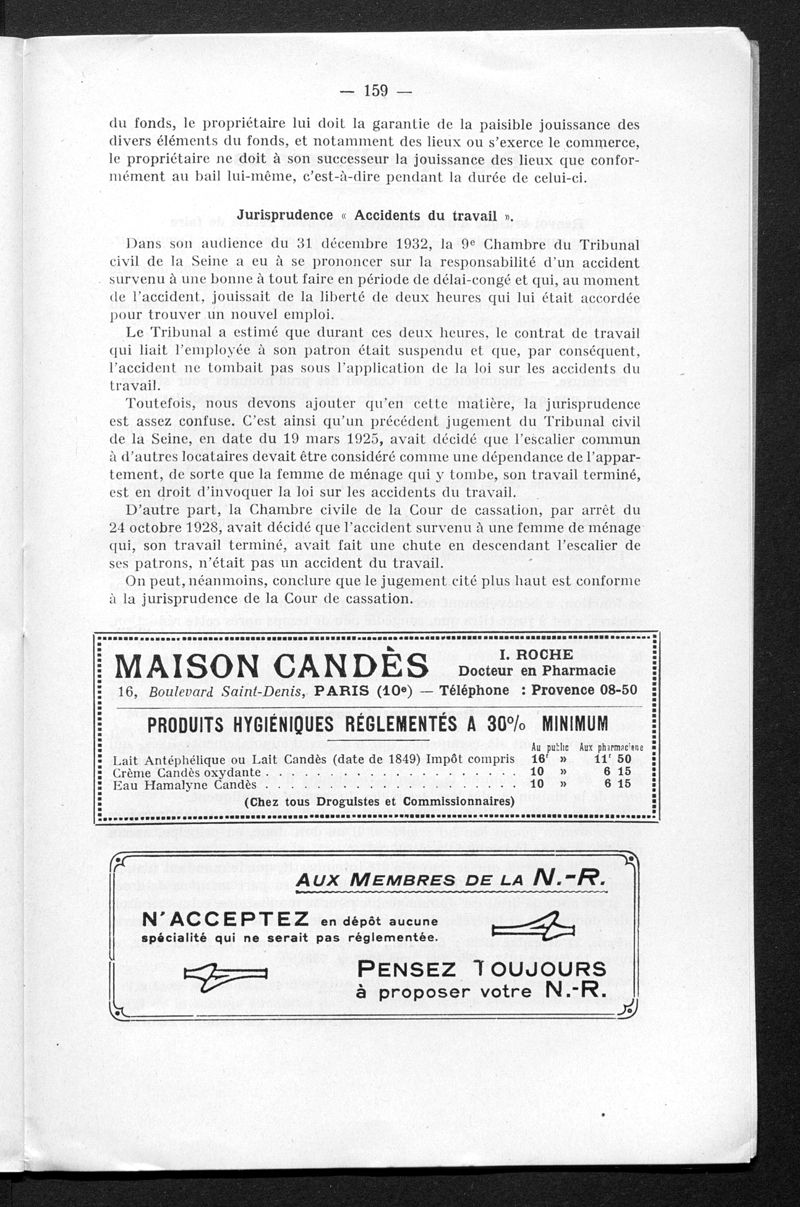 — 159 —
du fonds, le propriétaire lui doit la garantie de la paisible jouissance des
divers éléments du fonds, et notamment des lieux ou s'exerce le commerce,
le propriétaire ne doit à son successeur la jouissance des lieux que confor-
mément au bail lui-même, c'est-à-dire pendant la durée de celui-ci.
Jurisprudence « Accidents du travail ».
Dans son audience du 31 décembre 1932, la 9e Chambre du Tribunal
civil de la Seine a eu à se prononcer sur la responsabilité d'un accident
survenu à une bonne à tout faire en période de délai-congé et qui, au moment
de l'accident, jouissait de la liberté de deux heures qui lui était accordée
pour trouver un nouvel emploi.
Le Tribunal a estimé que durant ces deux heures, le contrat de travail
qui liait l'employée à son patron était suspendu et que, par conséquent,
l'accident ne tombait pas sous l'application de la loi sur les accidents du
travail.
Toutefois, nous devons ajouter qu'en cette matière, la jurisprudence
est assez confuse. C'est ainsi qu'un précédent jugement du Tribunal civil
de la Seine, en date du 19 mars 1925, avait décidé que l'escalier commun
à d'autres locataires devait être considéré comme une dépendance de l'appar-
tement, de sorte que la femme de ménage qui y tombe, son travail terminé,
est en droit d'invoquer la loi sur les accidents du travail.
D'autre part, la Chambre civile de la Cour de cassation, par arrêt du
24 octobre 1928, avait décidé que l'accident survenu à une femme de ménage
qui, son travail terminé, avait fait une chute en descendant l'escalier de
ses patrons, n'était pas un accident du travail.
On peut, néanmoins, conclure que le jugement cité plus haut est conforme
à la jurisprudence de la Cour de cassation.
MAISON CANDÈS
I. ROCHE
Docteur en Pharmacie
16, Boulevard Saint-Denis, PARIS (10e) — Téléphone : Provence 08-50
PRODUITS HYGIÉNIQUES RÉGLEMENTÉS A 30% MINIMUM
Au public Aux pharmaciens
Lait Antéphélique ou Lait Candès (date de 1849) Impôt compris 16f » 11f 50
Crème Candès oxydante . . . . . . . . . . . . . . . . . . . . 10 » 6 15
Eau Hamalyne Candès . . . . . . . . . . . . . . . . . . . . 10 » 6 15
(Chez tous Droguistes et Commissionnaires)
AUX MEMBRES DE LA N.-R.
N'ACCEPTEZ en dépôt aucune
spécialité qui ne serait pas réglementée.
PENSEZ TOUJOURS
à proposer votre N.-R.